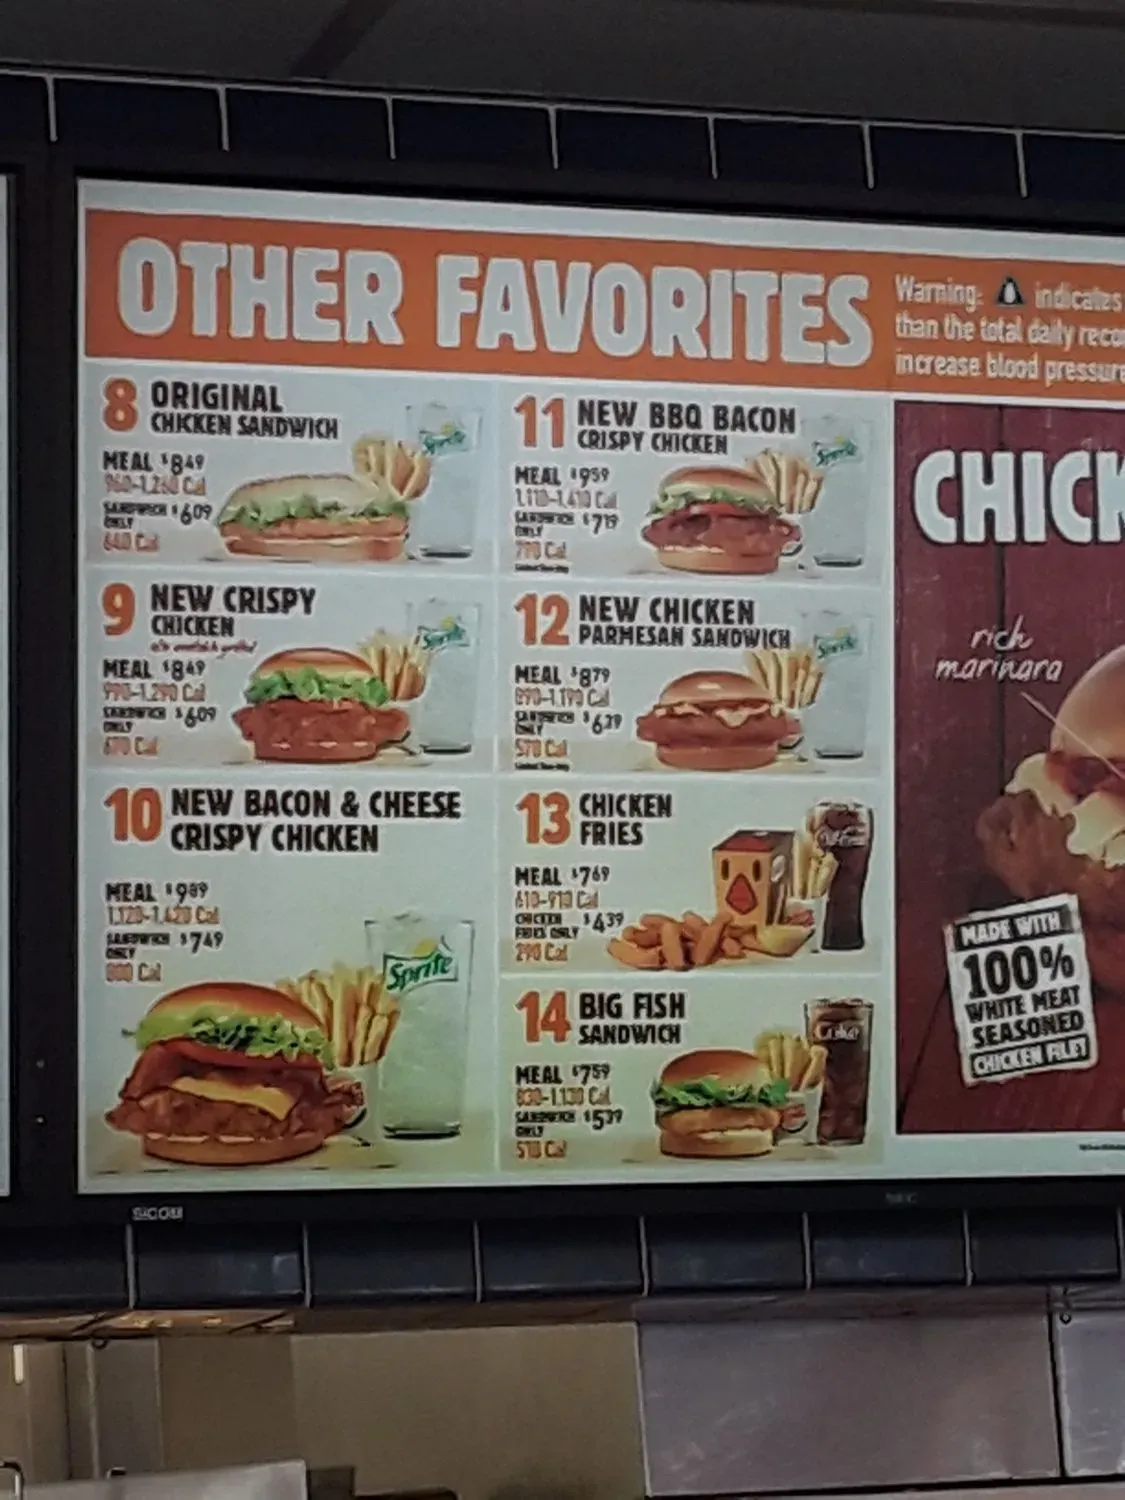 OTHER FAVORITES
Warning: indicates
than the total daily reco
increase blood pressure
8 ORIGINAL
CHICKEN SANDWICH
MEAL $849
960-1,260 Cal
SANDWICH ONLY $609
640 Cal
Sprite
9 NEW CRISPY
CHICKEN
MEAL $849
990-1,290 Cal
SANDWICH ONLY $609
670 Cal
Sprite
10 NEW BACON & CHEESE
CRISPY CHICKEN
MEAL $989
1,120-1,420 Cal
SANDWICH ONLY $749
800 Cal
Sprite
11 NEW BBQ BACON
CRISPY CHICKEN
MEAL $959
1,110-1,410 Cal
SANDWICH ONLY $719
790 Cal
Sprite
12 NEW CHICKEN
PARMESAN SANDWICH
MEAL $879
890-1,190 Cal
SANDWICH ONLY $639
570 Cal
Sprite
13 CHICKEN
FRIES
MEAL $769
610-910 Cal
CHICKEN FRIES ONLY $439
290 Cal
14 BIG FISH
SANDWICH
MEAL $759
830-1,130 Cal
SANDWICH ONLY $539
510 Cal
CHICK
rich
marinara
MADE WITH
100%
WHITE MEAT
SEASONED
CHICKEN FILET
NEC